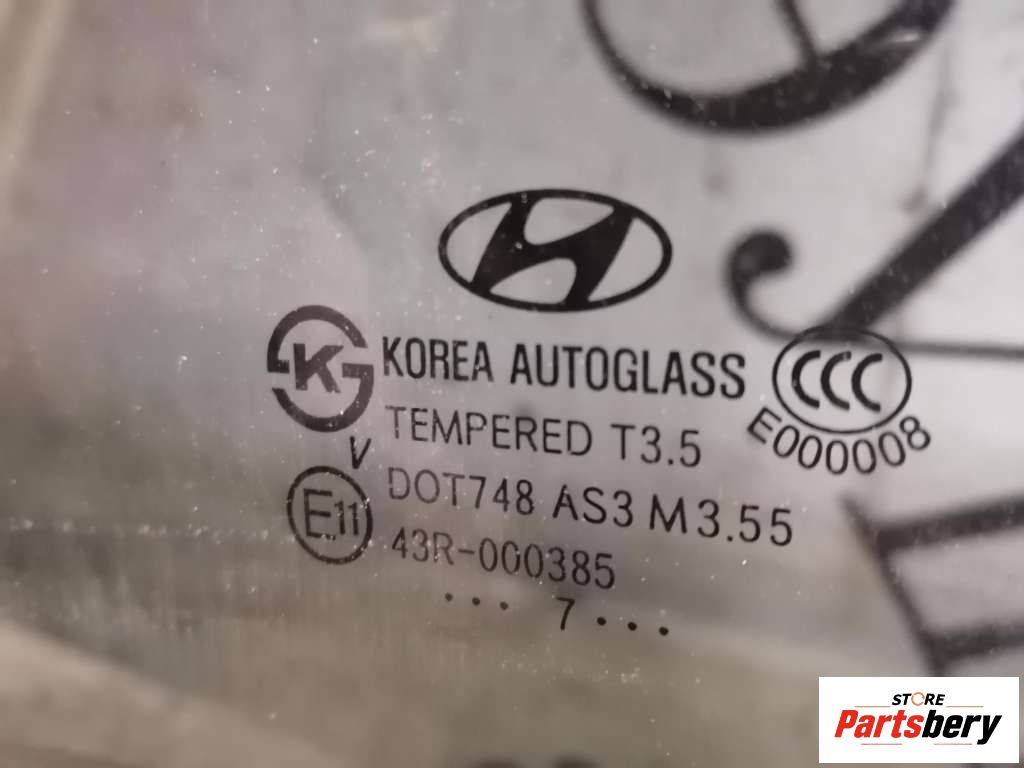 KOREA AUTOGLASS
CCC
E000008
K
TEMPERED T3.5
V
DOT748 AS3 M3.55
E11
43R-000385
··· 7 ···
STORE
Partsbery